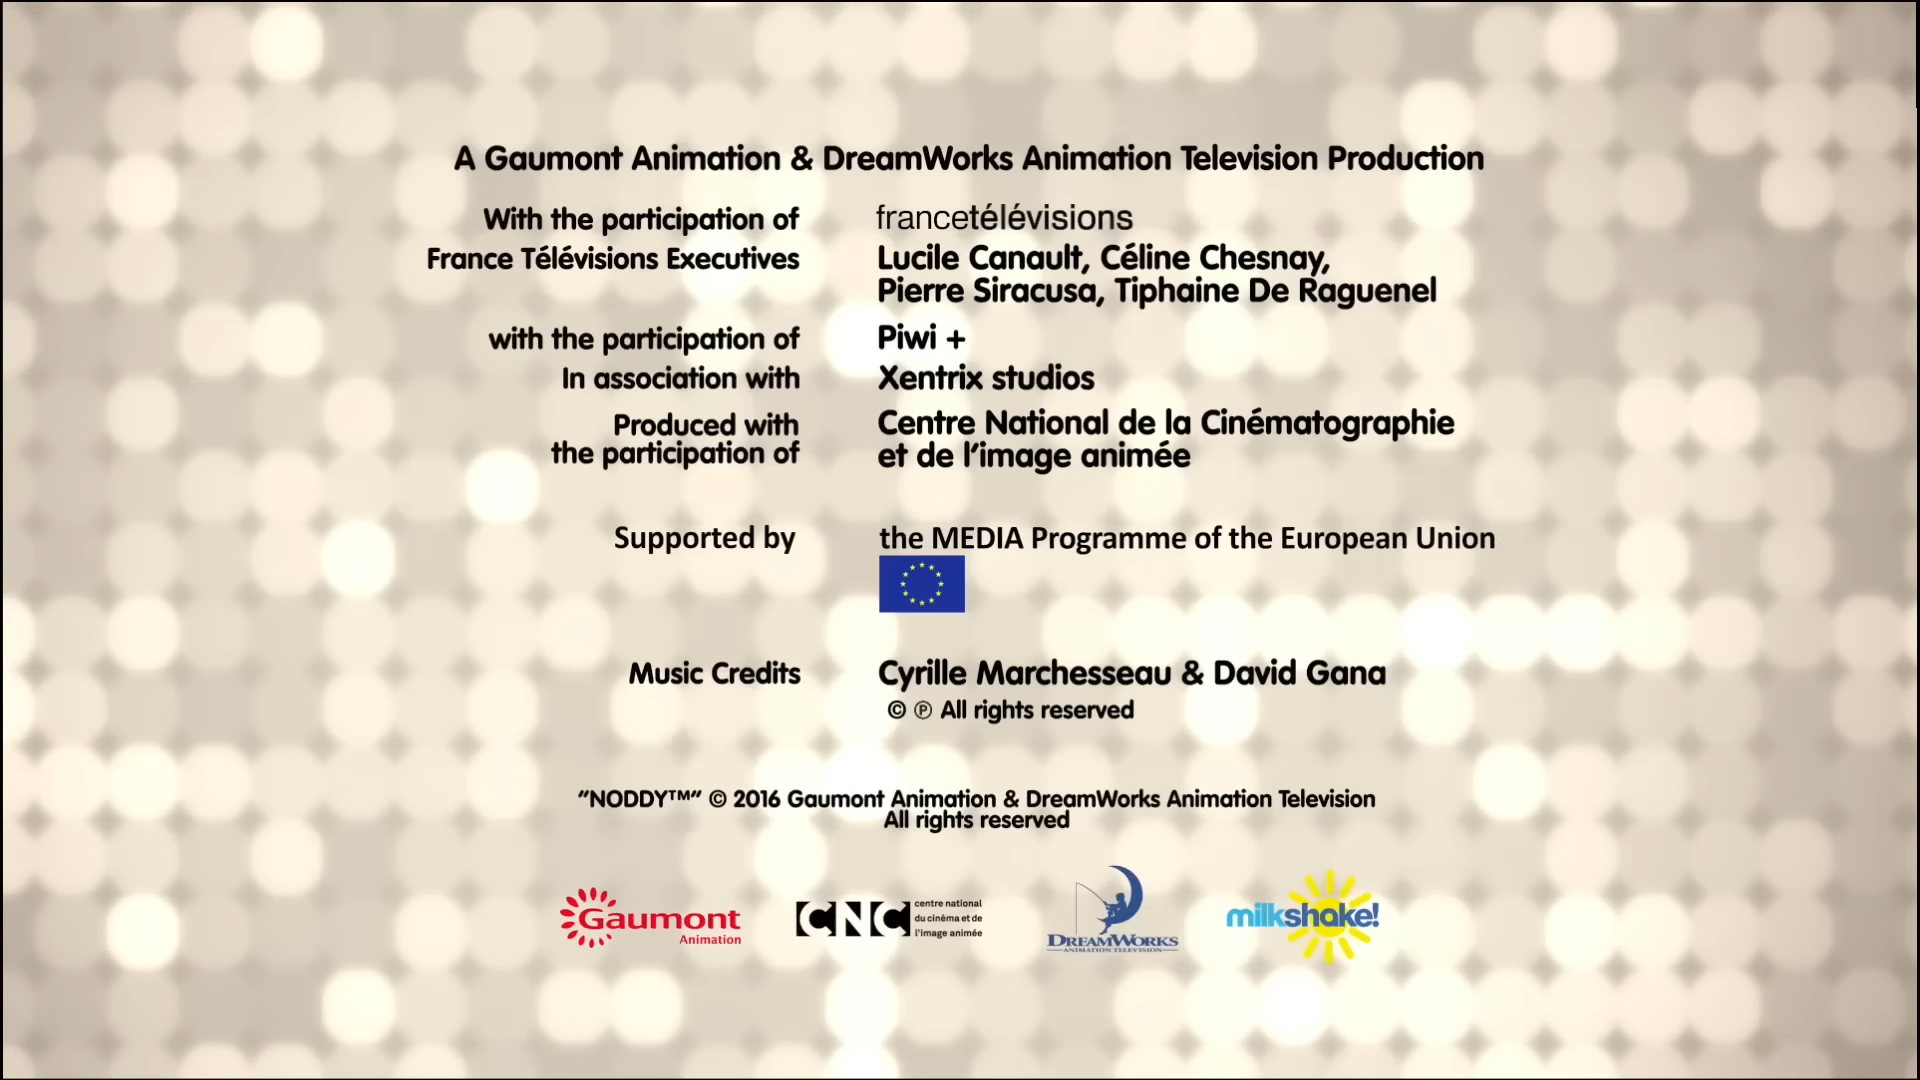 A Gaumont Animation & DreamWorks Animation Television Production
With the participation of francetélévisions
France Télévisions Executives Lucile Canault, Céline Chesnay,
Pierre Siracusa, Tiphaine De Raguenel
with the participation of Piwi +
In association with Xentrix studios
Produced with
the participation of
Centre National de la Cinématographie
et de l'image animée
Supported by the MEDIA Programme of the European Union
Music Credits Cyrille Marchesseau & David Gana
© ℗ All rights reserved
"NODDY™" © 2016 Gaumont Animation & DreamWorks Animation Television
All rights reserved
Gaumont
Animation
CNC
centre national
du cinéma et de
l'image animée
DREAMWORKS
ANIMATION TELEVISION
milkshake!